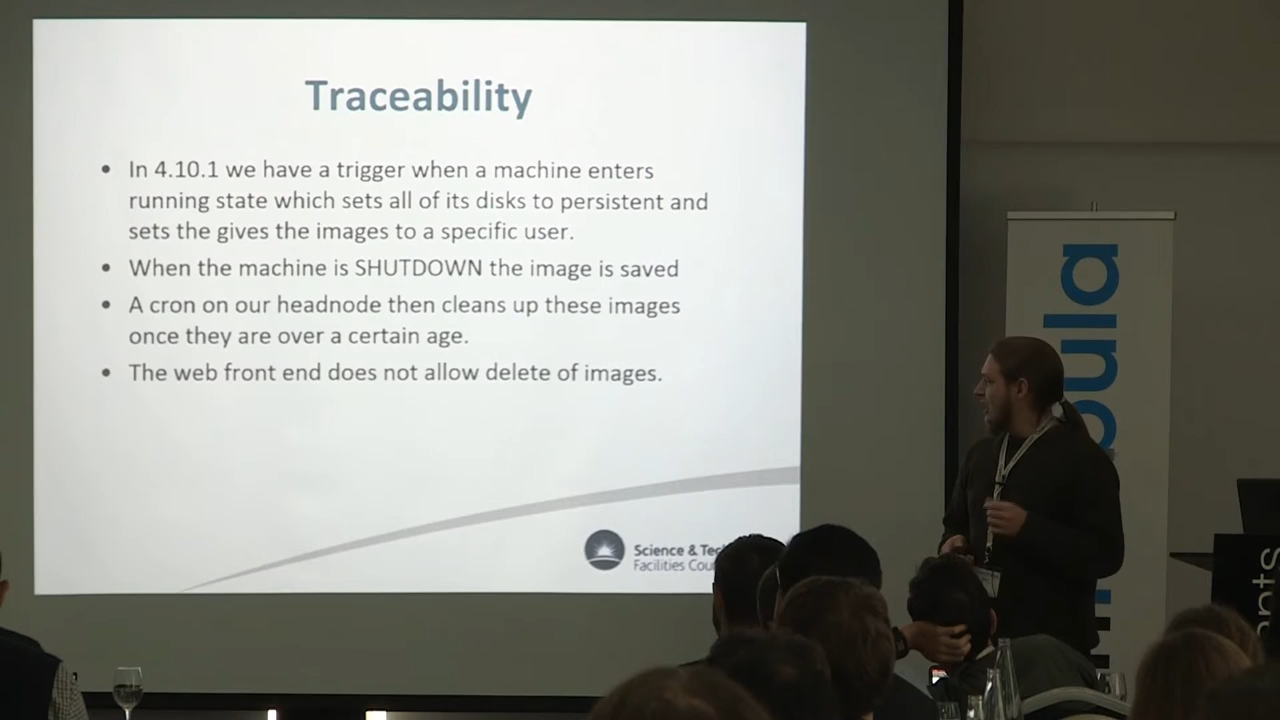 Traceability
• In 4.10.1 we have a trigger when a machine enters
running state which sets all of its disks to persistent and
sets the gives the images to a specific user.
• When the machine is SHUTDOWN the image is saved
• A cron on our headnode then cleans up these images
once they are over a certain age.
• The web front end does not allow delete of images.
Science & Tec
Facilities Cou
bula
nts